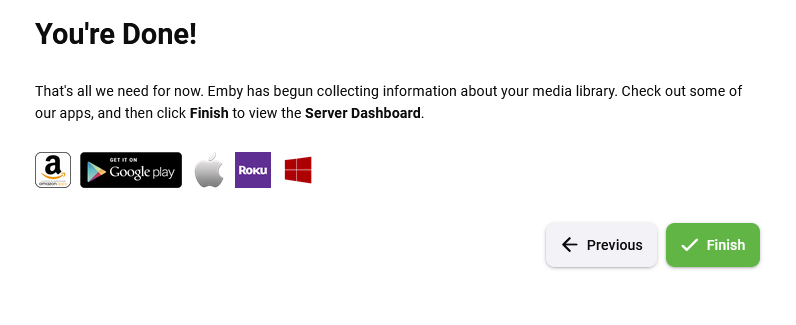 You're Done!
That's all we need for now. Emby has begun collecting information about your media library. Check out some of
our apps, and then click Finish to view the Server Dashboard.
a
amazon apps
GET IT ON
Google play
Roku
Previous
Finish